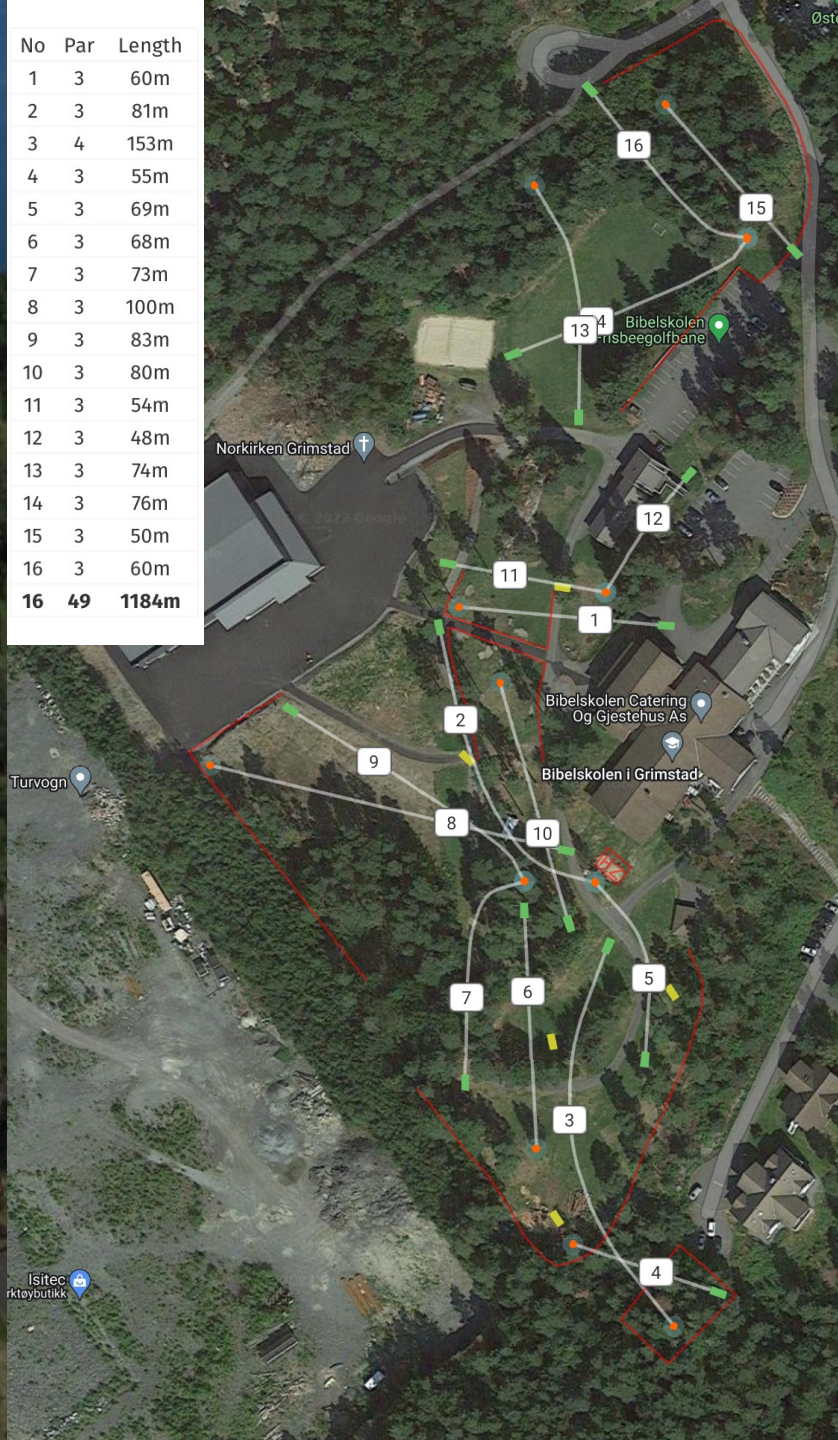 No Par Length
1 3 60m
2 3 81m
3 4 153m
4 3 55m
5 3 69m
6 3 68m
7 3 73m
8 3 100m
9 3 83m
10 3 80m
11 3 54m
12 3 48m
13 3 74m
14 3 76m
15 3 50m
16 3 60m
16 49 1184m
Øst
16
15
4
13
Bibelskolen
risbeegolfbane
Norkirken Grimstad
© 2022 Google
12
11
1
Bibelskolen Catering
Og Gjestehus As
2
Bibelskolen i Grimstad
9
Turvogn
8
10
5
7
6
3
4
Isitec
rktøybutikk